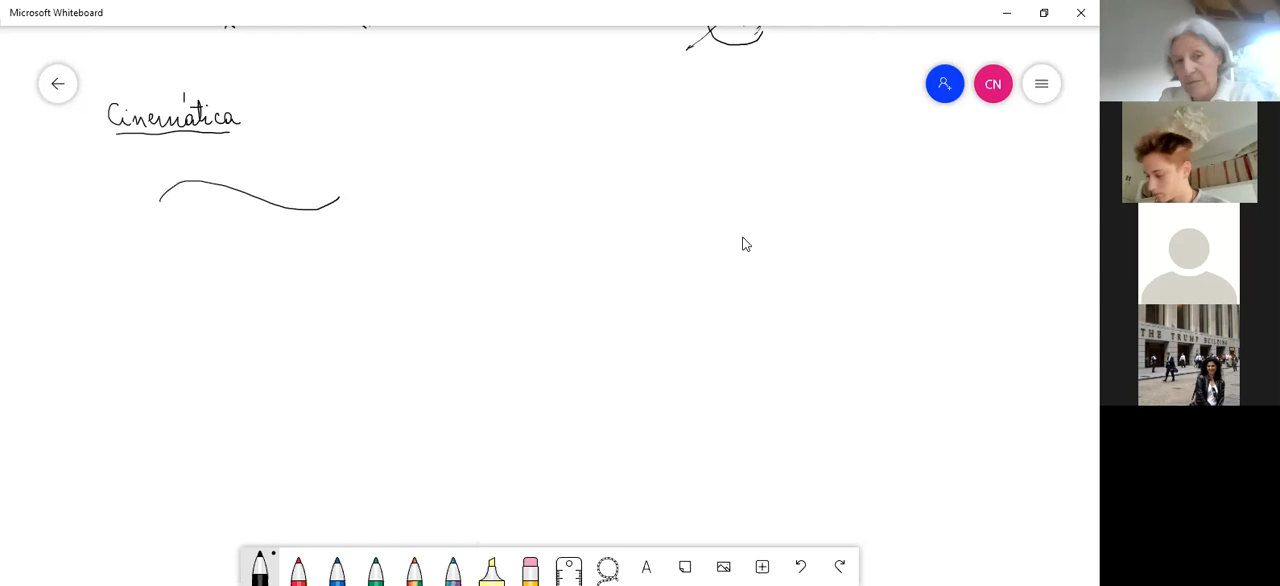 Microsoft Whiteboard
CN
Cinemática
THE TRUMP BUILDING
A